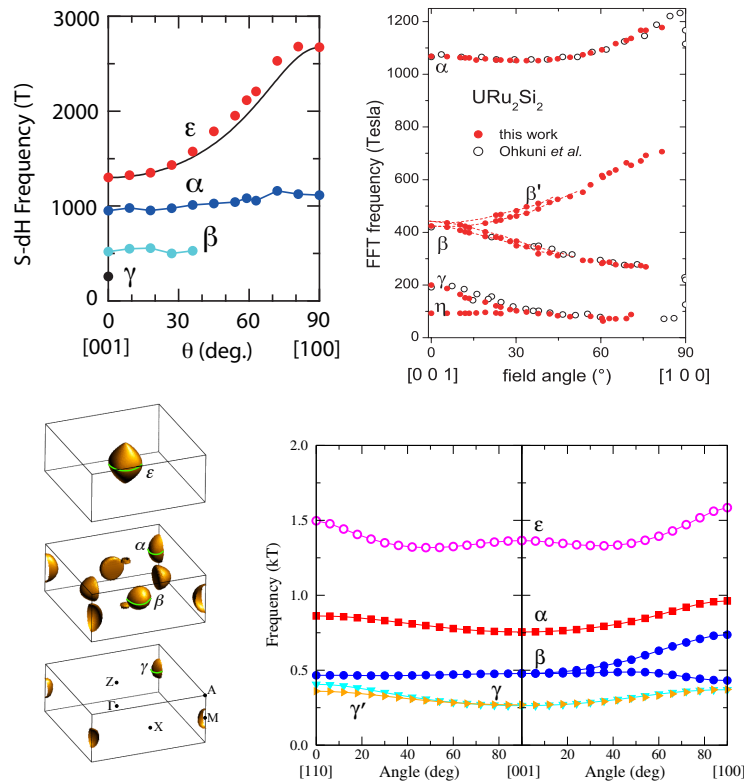 S-dH Frequency (T)
3000
2000
1000
0
ε
α
β
γ
0
30
60
90
[001]
θ (deg.)
[100]
FFT frequency (Tesla)
1200
1000
800
600
400
200
0
α
URu2Si2
this work
Ohkuni et al.
β'
β
γ
η
0
30
60
90
[0 0 1]
field angle (°)
[1 0 0]
ε
α
β
γ
Z
Γ
A
M
X
Frequency (kT)
2.0
1.5
1.0
0.5
0.0
ε
α
β
γ
γ′
0 20 40 60 80 0 20 40 60 80 100
[110] Angle (deg) [001] Angle (deg) [100]